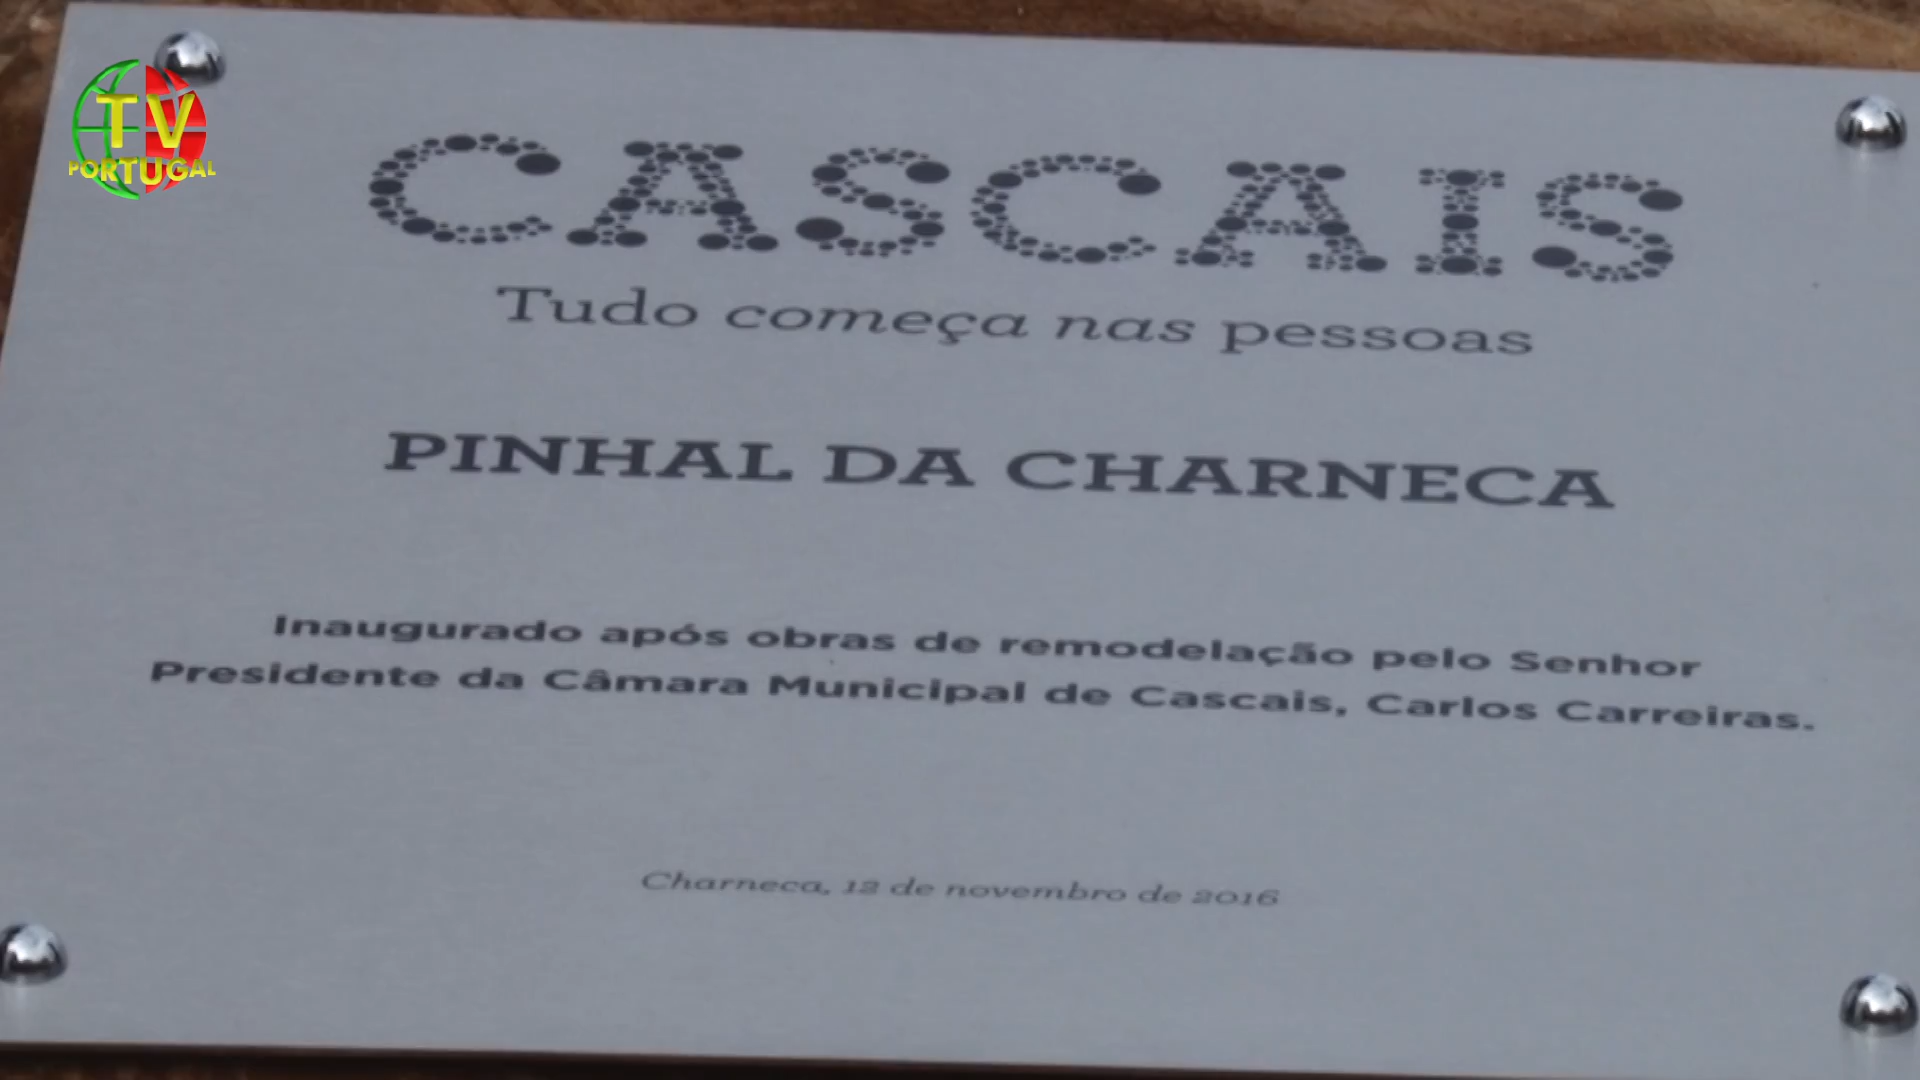 TV
PORTUGAL
CASCAIS
Tudo começa nas pessoas
PINHAL DA CHARNECA
Inaugurado após obras de remodelação pelo Senhor
Presidente da Câmara Municipal de Cascais, Carlos Carreiras.
Charneca, 12 de novembro de 2016